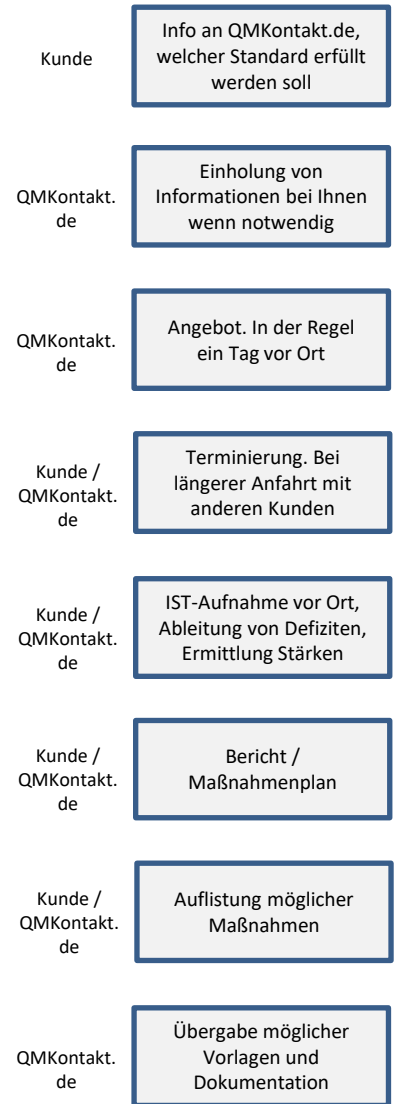 Kunde
Info an QMKontakt.de,
welcher Standard erfüllt
werden soll
QMKontakt.
de
Einholung von
Informationen bei Ihnen
wenn notwendig
QMKontakt.
de
Angebot. In der Regel
ein Tag vor Ort
Kunde /
QMKontakt.
de
Terminierung. Bei
längerer Anfahrt mit
anderen Kunden
Kunde /
QMKontakt.
de
IST-Aufnahme vor Ort,
Ableitung von Defiziten,
Ermittlung Stärken
Kunde /
QMKontakt.
de
Bericht /
Maßnahmenplan
Kunde /
QMKontakt.
de
Auflistung möglicher
Maßnahmen
QMKontakt.
de
Übergabe möglicher
Vorlagen und
Dokumentation